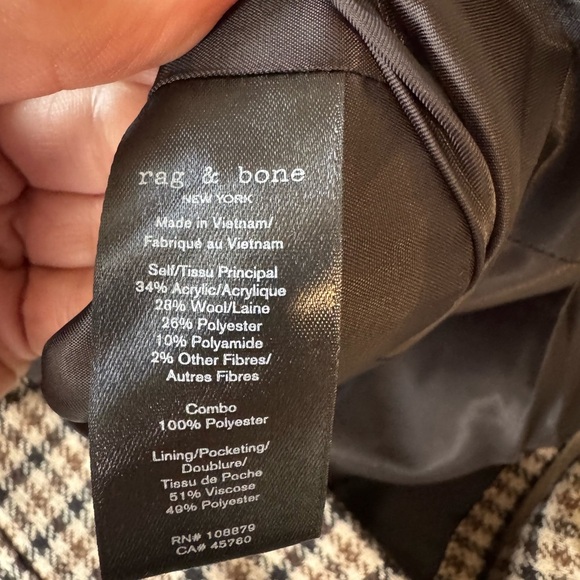 rag & bone
NEW YORK
Made in Vietnam/
Fabriqué au Vietnam
Self/Tissu Principal
34% Acrylic/Acrylique
28% Wool/Laine
26% Polyester
10% Polyamide
2% Other Fibres/
Autres Fibres
Combo
100% Polyester
Lining/Pocketing/
Doublure/
Tissu de Poche
51% Viscose
49% Polyester
RN# 108879
CA# 45760